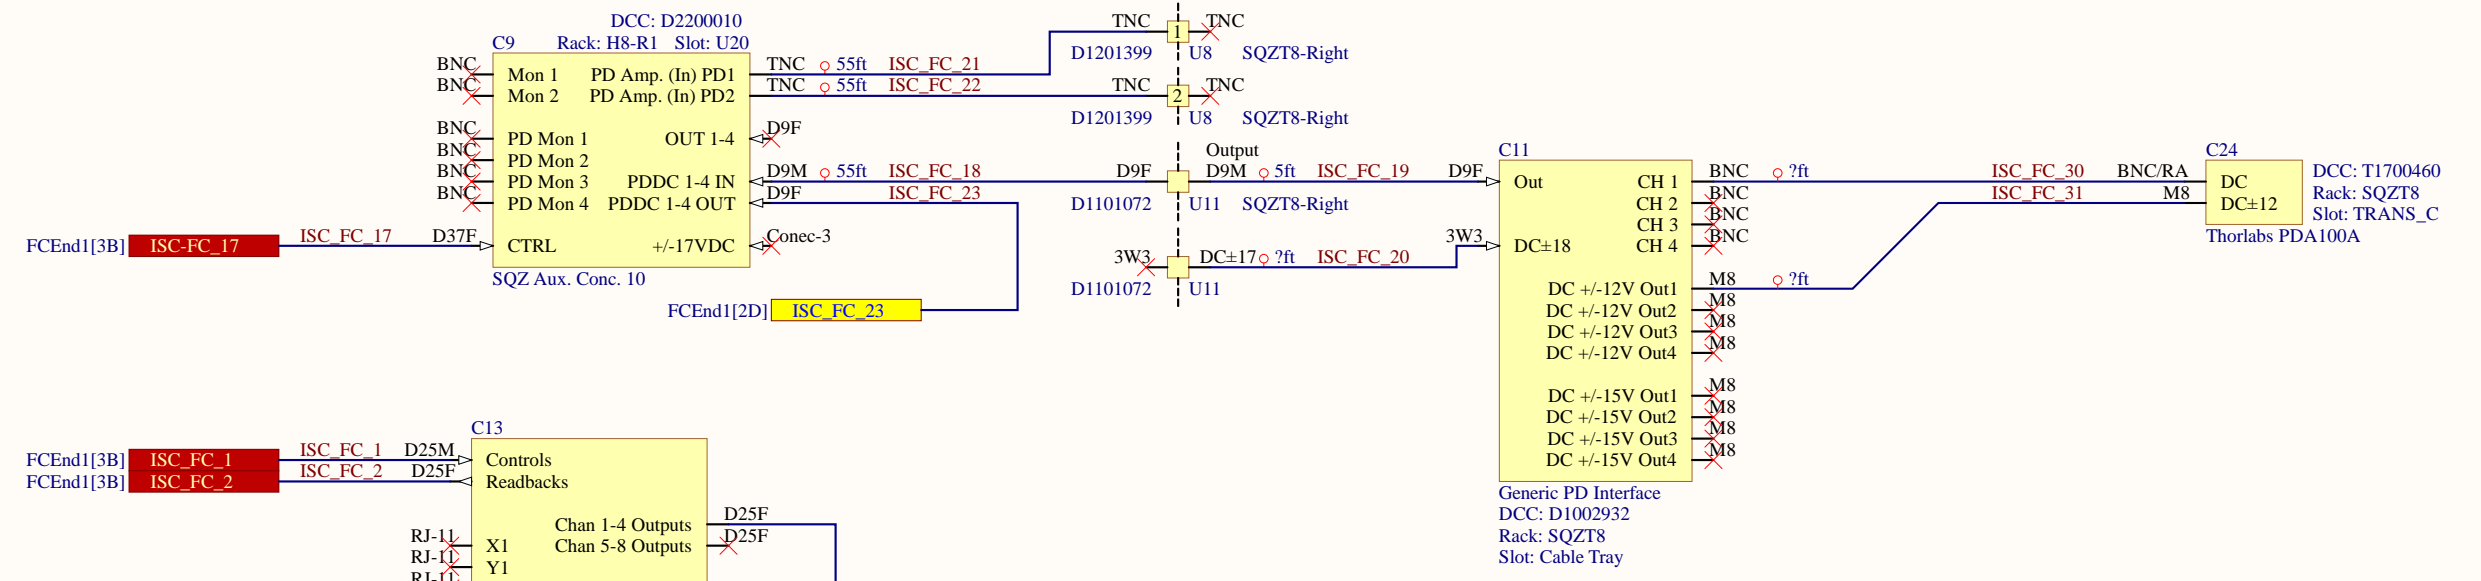 DCC: D2200010
C9 Rack: H8-R1 Slot: U20
BNC Mon 1 PD Amp. (In) PD1 TNC 55ft ISC_FC_21
BNC Mon 2 PD Amp. (In) PD2 TNC 55ft ISC_FC_22
BNC PD Mon 1 OUT 1-4 D9F
BNC PD Mon 2
BNC PD Mon 3 PDDC 1-4 IN D9M 55ft ISC_FC_18
BNC PD Mon 4 PDDC 1-4 OUT D9F ISC_FC_23
FCEnd1[3B] ISC-FC_17 ISC_FC_17 D37F CTRL +/-17VDC Conec-3
SQZ Aux. Conc. 10
FCEnd1[2D] ISC_FC_23
TNC 1 TNC
D1201399 U8 SQZT8-Right
TNC 2 TNC
D1201399 U8 SQZT8-Right
Output
D9F D9M 5ft ISC_FC_19 D9F
D1101072 U11 SQZT8-Right
3W3 DC±17 ?ft ISC_FC_20 3W3
D1101072 U11
C11
Out CH 1 BNC ?ft ISC_FC_30 BNC/RA
CH 2 BNC ISC_FC_31 M8
CH 3 BNC
DC±18 CH 4 BNC
DC +/-12V Out1 M8 ?ft
DC +/-12V Out2 M8
DC +/-12V Out3 M8
DC +/-12V Out4 M8
DC +/-15V Out1 M8
DC +/-15V Out2 M8
DC +/-15V Out3 M8
DC +/-15V Out4 M8
Generic PD Interface
DCC: D1002932
Rack: SQZT8
Slot: Cable Tray
C24
DC
DC±12
DCC: T1700460
Rack: SQZT8
Slot: TRANS_C
Thorlabs PDA100A
C13
FCEnd1[3B] ISC_FC_1 ISC_FC_1 D25M Controls
FCEnd1[3B] ISC_FC_2 ISC_FC_2 D25F Readbacks
Chan 1-4 Outputs D25F
RJ-11 X1 Chan 5-8 Outputs D25F
RJ-11 Y1
RJ-11